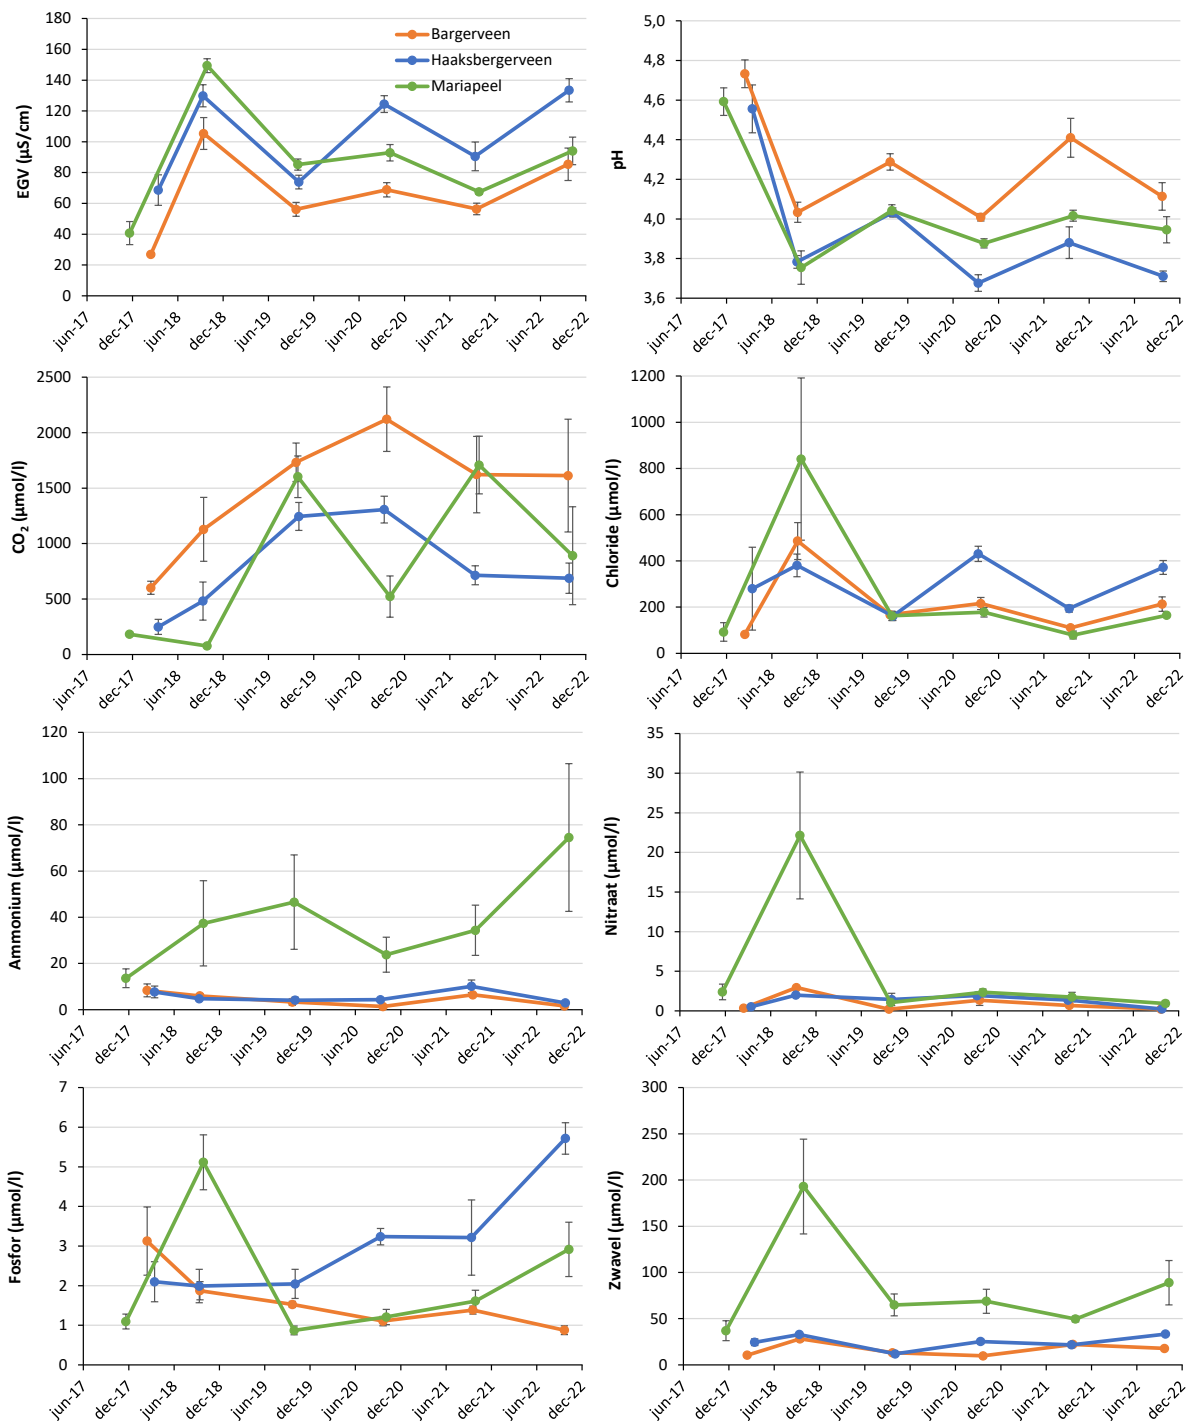 EGV (µS/cm)
180
160
140
120
100
80
60
40
20
0
Bargerveen
Haaksbergerveen
Mariapeel
jun-17
dec-17
jun-18
dec-18
jun-19
dec-19
jun-20
dec-20
jun-21
dec-21
jun-22
dec-22
pH
5,0
4,8
4,6
4,4
4,2
4,0
3,8
3,6
jun-17
dec-17
jun-18
dec-18
jun-19
dec-19
jun-20
dec-20
jun-21
dec-21
jun-22
dec-22
CO₂ (µmol/l)
2500
2000
1500
1000
500
0
jun-17
dec-17
jun-18
dec-18
jun-19
dec-19
jun-20
dec-20
jun-21
dec-21
jun-22
dec-22
Chloride (µmol/l)
1200
1000
800
600
400
200
0
jun-17
dec-17
jun-18
dec-18
jun-19
dec-19
jun-20
dec-20
jun-21
dec-21
jun-22
dec-22
Ammonium (µmol/l)
120
100
80
60
40
20
0
jun-17
dec-17
jun-18
dec-18
jun-19
dec-19
jun-20
dec-20
jun-21
dec-21
jun-22
dec-22
Nitraat (µmol/l)
35
30
25
20
15
10
5
0
jun-17
dec-17
jun-18
dec-18
jun-19
dec-19
jun-20
dec-20
jun-21
dec-21
jun-22
dec-22
Fosfor (µmol/l)
7
6
5
4
3
2
1
0
jun-17
dec-17
jun-18
dec-18
jun-19
dec-19
jun-20
dec-20
jun-21
dec-21
jun-22
dec-22
Zwavel (µmol/l)
300
250
200
150
100
50
0
jun-17
dec-17
jun-18
dec-18
jun-19
dec-19
jun-20
dec-20
jun-21
dec-21
jun-22
dec-22